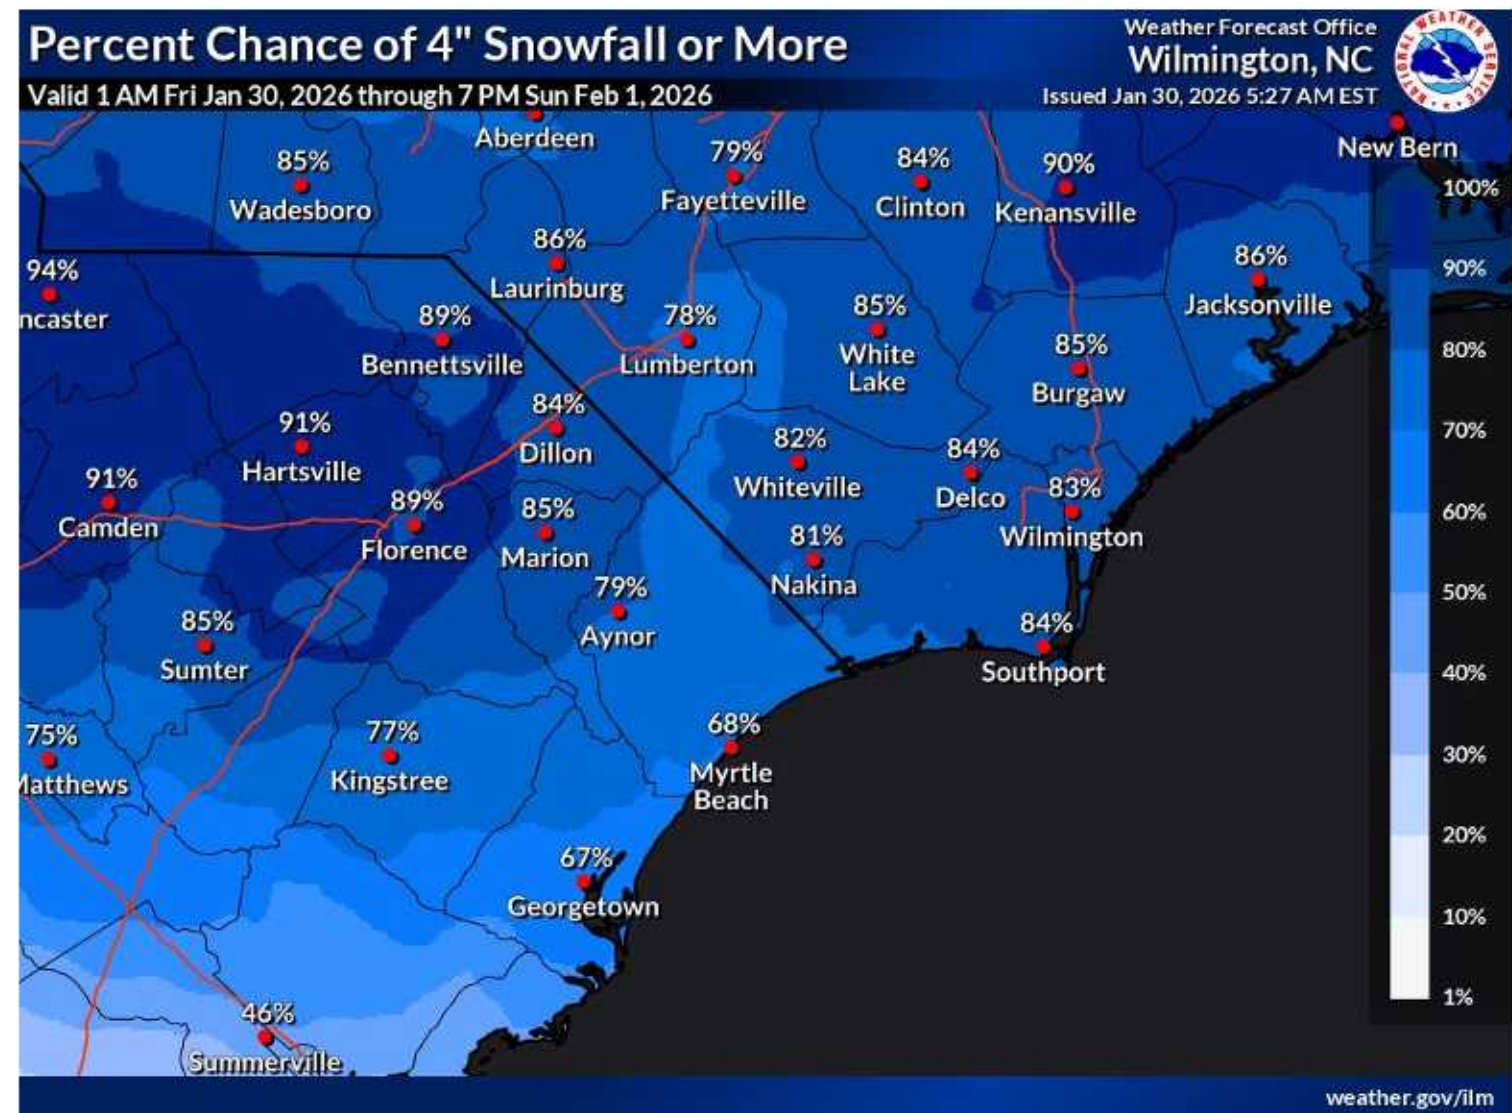 Percent Chance of 4" Snowfall or More
Valid 1 AM Fri Jan 30, 2026 through 7 PM Sun Feb 1, 2026
Weather Forecast Office
Wilmington, NC
Issued Jan 30, 2026 5:27 AM EST
NATIONAL WEATHER SERVICE
Aberdeen
New Bern
85%
Wadesboro
79%
Fayetteville
84%
Clinton
90%
Kenansville
94%
ncaster
86%
Laurinburg
86%
Jacksonville
89%
Bennettsville
78%
Lumberton
85%
White
Lake
85%
Burgaw
91%
Hartsville
84%
Dillon
82%
Whiteville
84%
Delco
83%
Wilmington
91%
Camden
89%
Florence
85%
Marion
81%
Nakina
79%
Aynor
85%
Sumter
84%
Southport
75%
Matthews
77%
Kingstree
68%
Myrtle
Beach
67%
Georgetown
46%
Summerville
100%
90%
80%
70%
60%
50%
40%
30%
20%
10%
1%
weather.gov/ilm